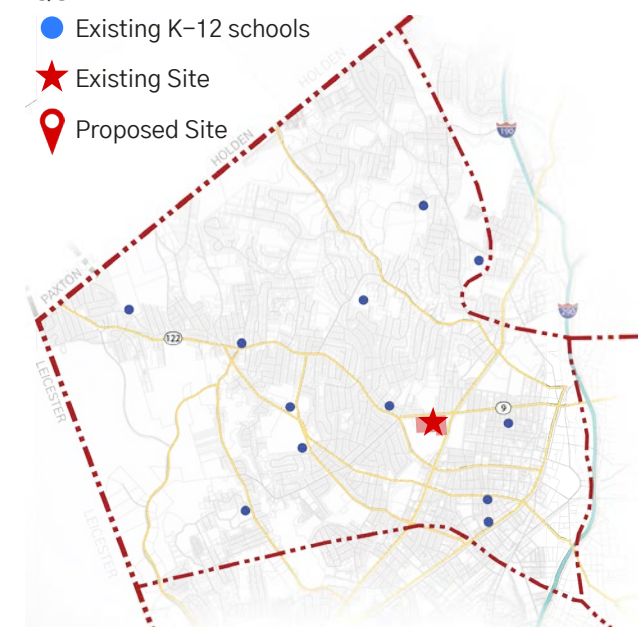 Existing K–12 schools
Existing Site
Proposed Site
HOLDEN
HOLDEN
190
PAXTON
290
122
LEICESTER
9
LEICESTER